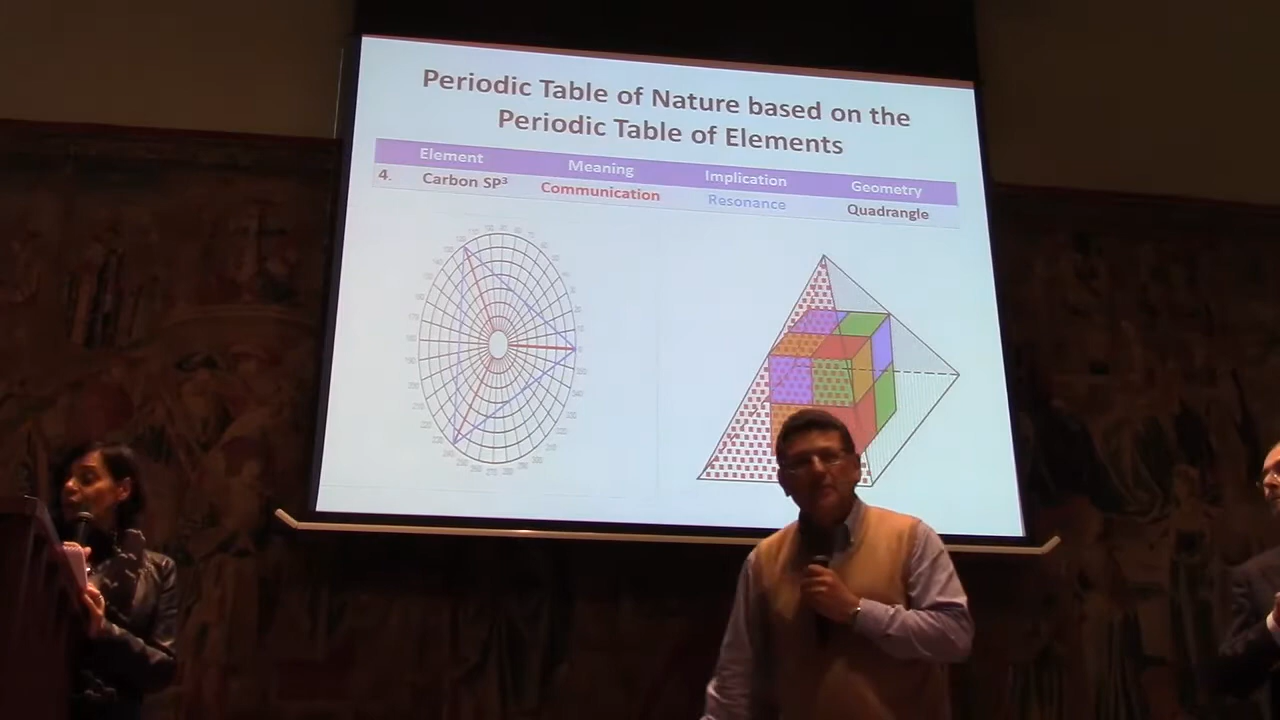 Periodic Table of Nature based on the
Periodic Table of Elements
Element Meaning Implication Geometry
4. Carbon SP³ Communication Resonance Quadrangle